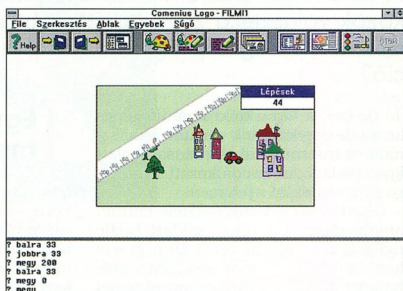 Comenius Logo - FILMI1
File Szerkesztés Ablak Egyebek Súgó
Help
Lépések
44
? balra 33
? jobbra 33
? megy 200
? balra 33
? megy 0
? megy